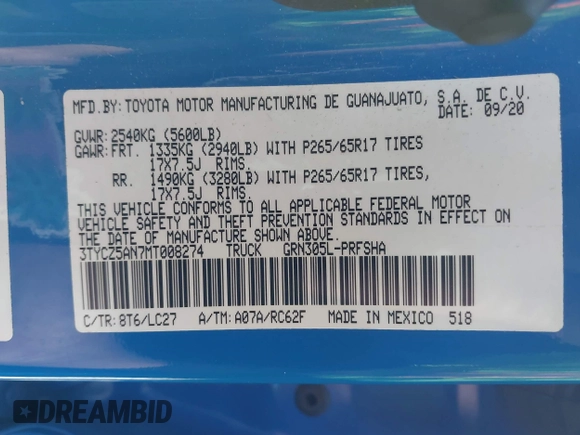 MFD.BY:TOYOTA MOTOR MANUFACTURING DE GUANAJUATO, S.A. DE C.V.
DATE: 09/20
GVWR:2540KG (5600LB)
GAWR:FRT. 1335KG (2940LB) WITH P265/65R17 TIRES
17X7.5J RIMS.
RR. 1490KG (3280LB) WITH P265/65R17 TIRES,
17X7.5J RIMS.
THIS VEHICLE CONFORMS TO ALL APPLICABLE FEDERAL MOTOR
VEHICLE SAFETY AND THEFT PREVENTION STANDARDS IN EFFECT ON
THE DATE OF MANUFACTURE SHOWN ABOVE.
3TYCZ5AN7MT008274 TRUCK GRN305L-PRFSHA
C/TR:8T6/LC27 A/TM:A07A/RC62F MADE IN MEXICO 518
DREAMBID